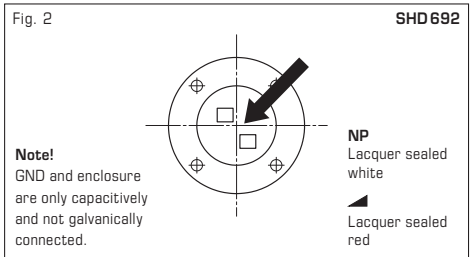 Fig. 2
SHD 692
Note!
GND and enclosure
are only capacitively
and not galvanically
connected.
NP
Lacquer sealed
white
Lacquer sealed
red